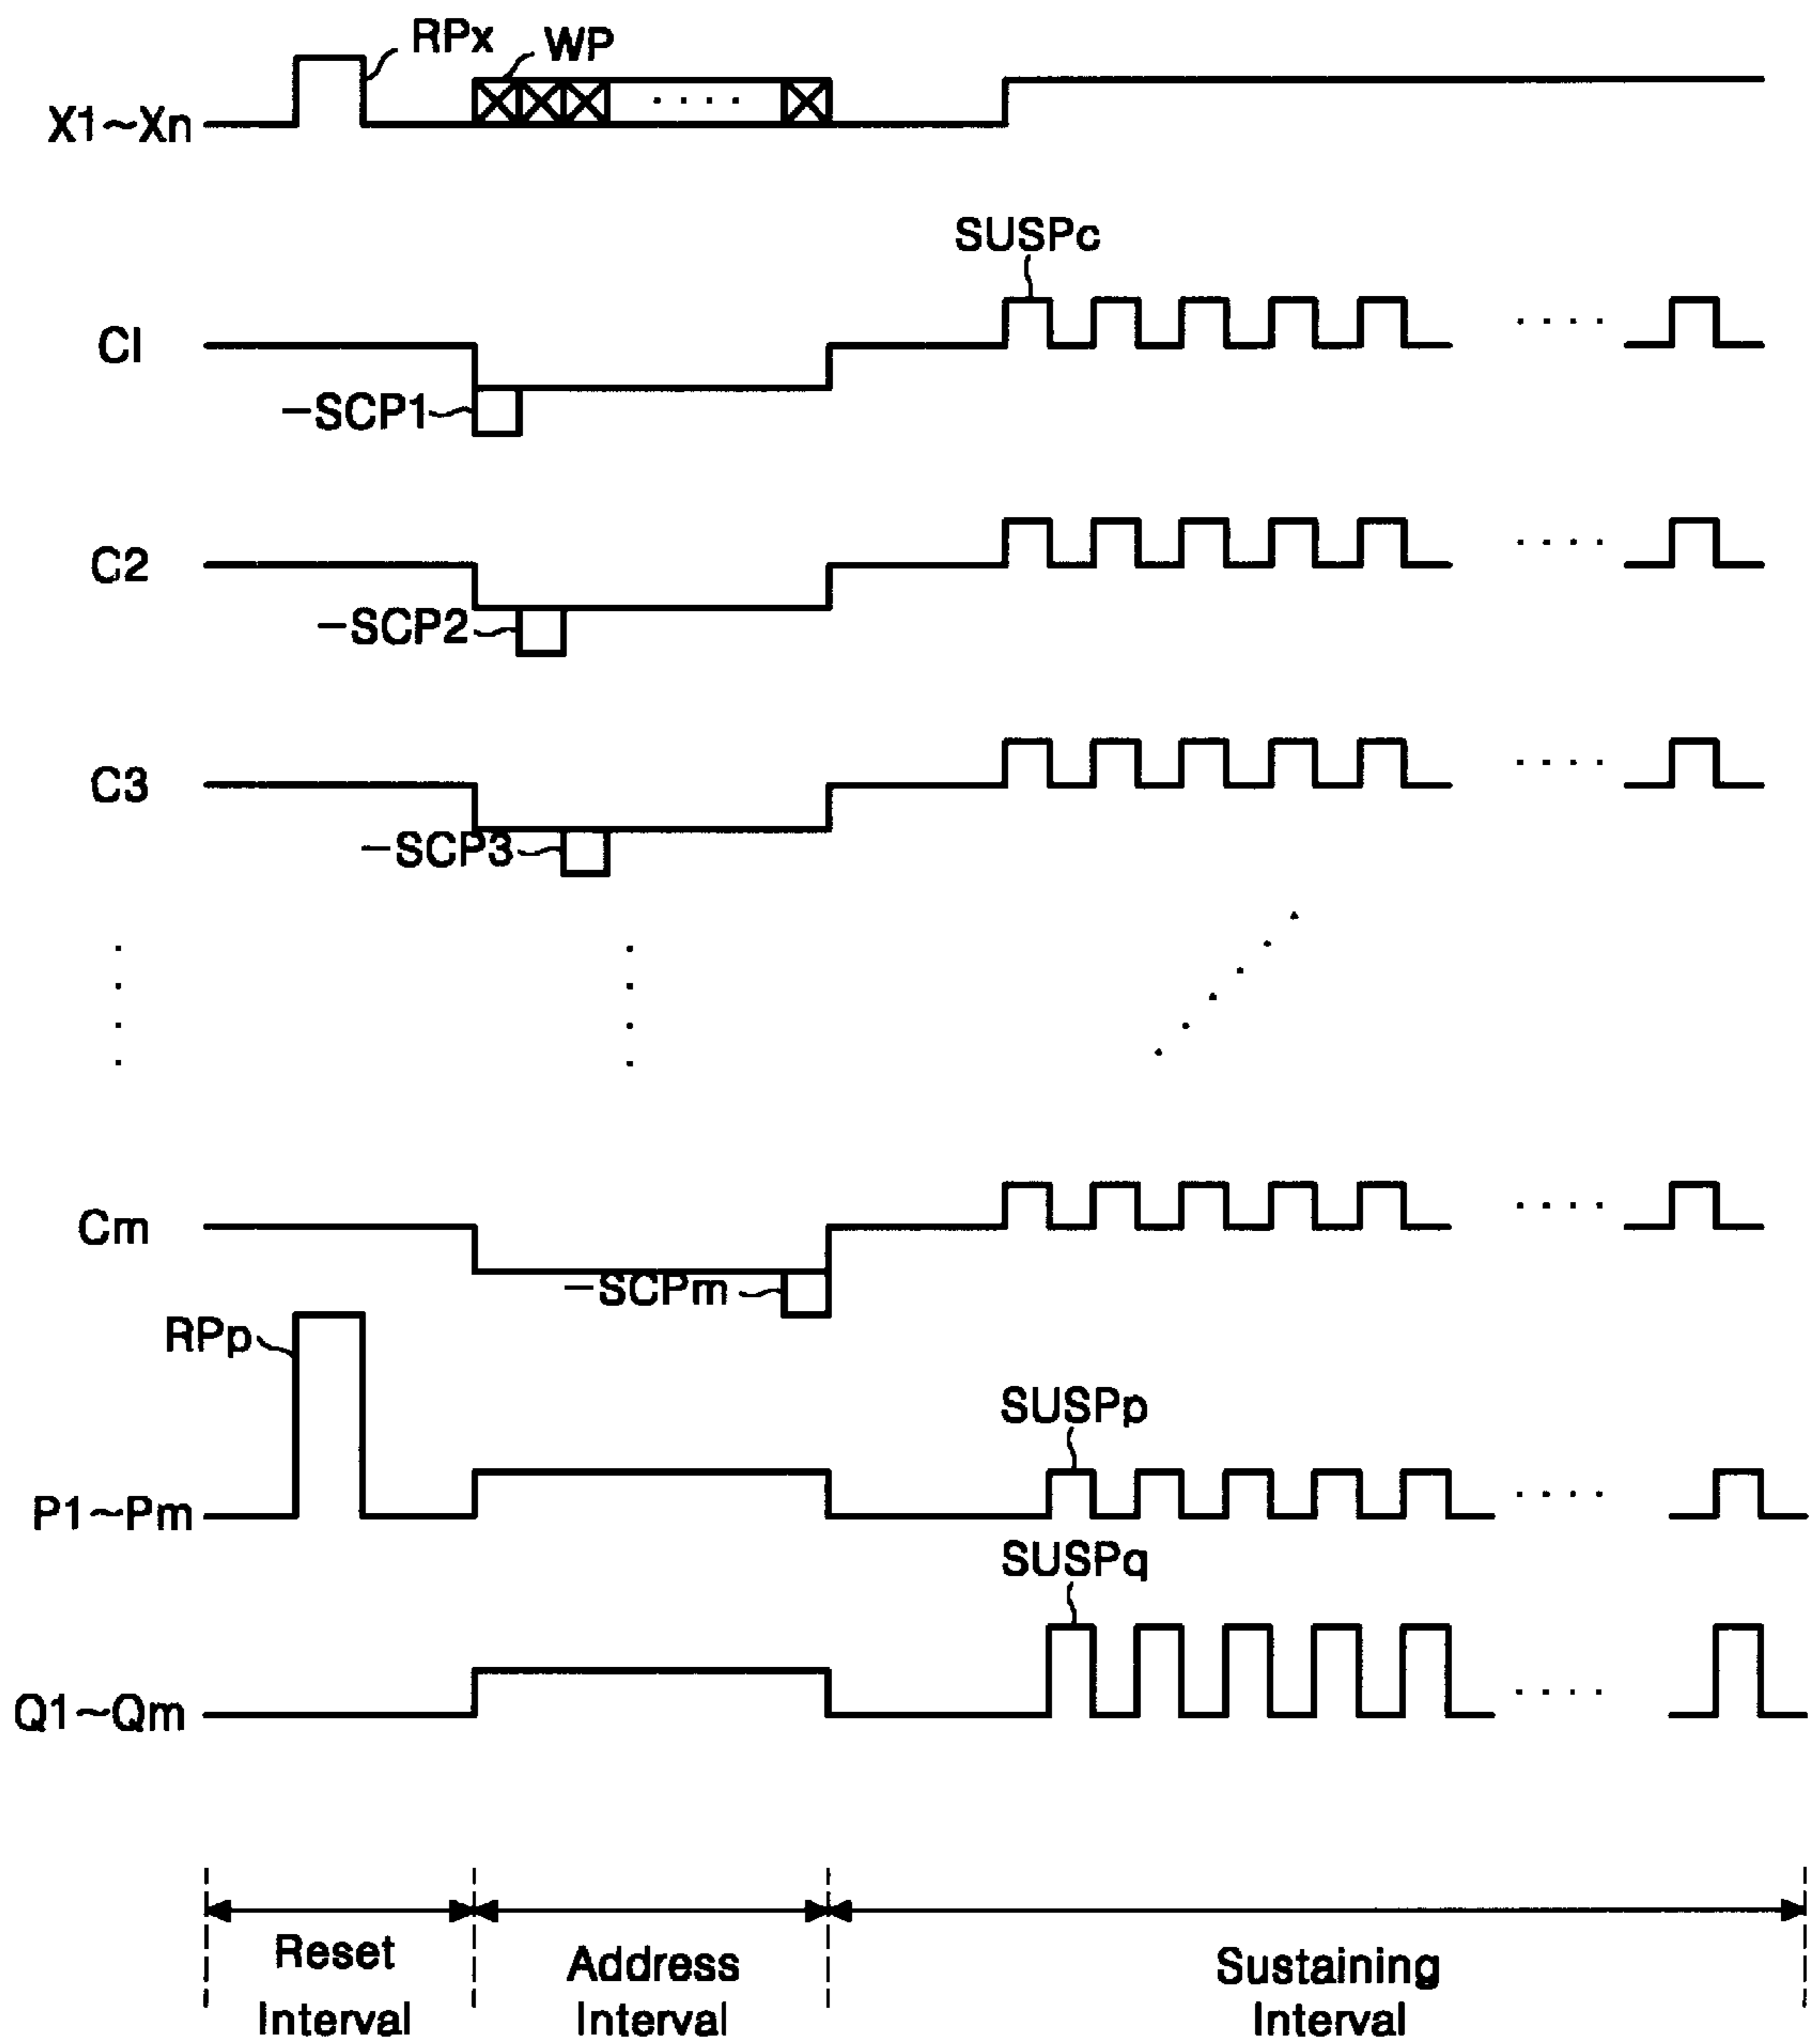 RPx
WP
X1~Xn
SUSPc
Cl
-SCP1
C2
-SCP2
C3
-SCP3
Cm
-SCPm
RPp
SUSPp
P1~Pm
SUSPq
Q1~Qm
Reset
Interval
Address
Interval
Sustaining
Interval